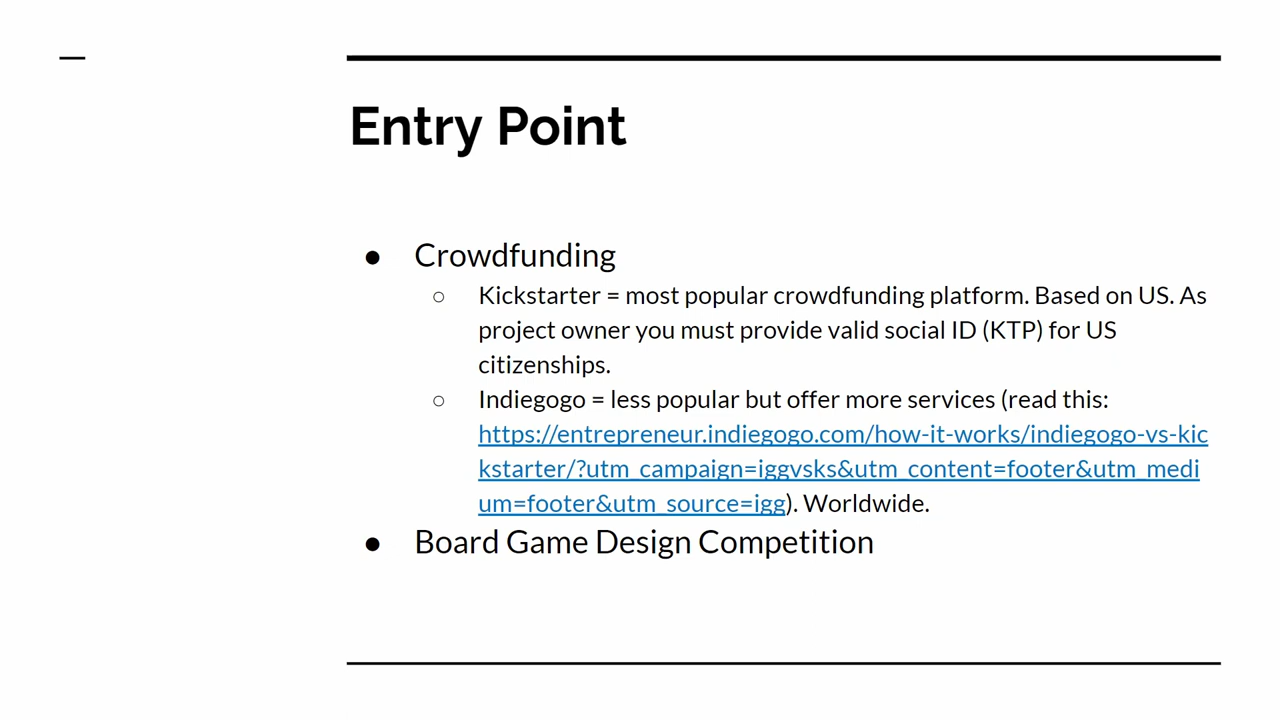 Entry Point
● Crowdfunding
○ Kickstarter = most popular crowdfunding platform. Based on US. As
project owner you must provide valid social ID (KTP) for US
citizenships.
○ Indiegogo = less popular but offer more services (read this:
https://entrepreneur.indiegogo.com/how-it-works/indiegogo-vs-kic
kstarter/?utm_campaign=iggvsks&utm_content=footer&utm_medi
um=footer&utm_source=igg). Worldwide.
● Board Game Design Competition